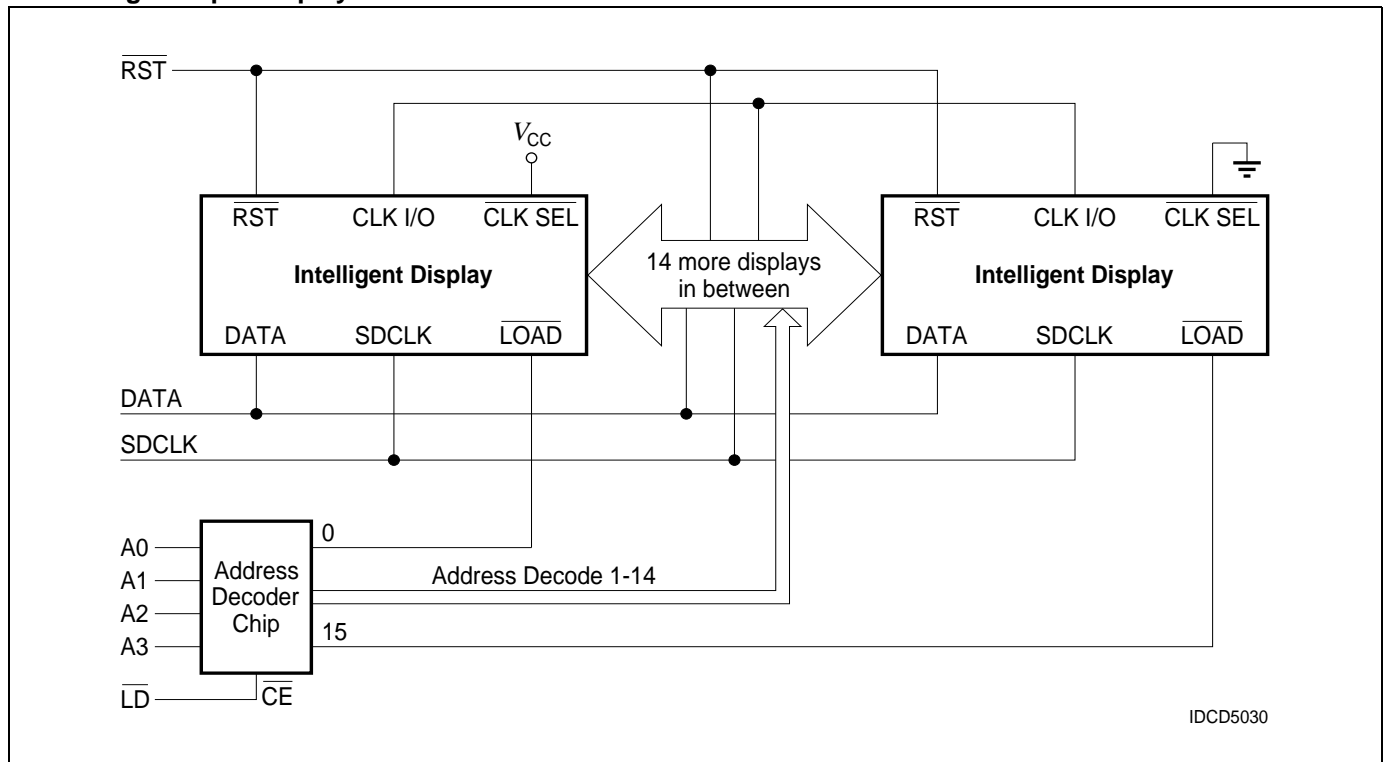 RST
VCC
RST CLK I/O CLK SEL
Intelligent Display
DATA SDCLK LOAD
14 more displays
in between
RST CLK I/O CLK SEL
Intelligent Display
DATA SDCLK LOAD
DATA
SDCLK
A0
A1
A2
A3
Address
Decoder
Chip
0
Address Decode 1-14
15
LD
CE
IDCD5030